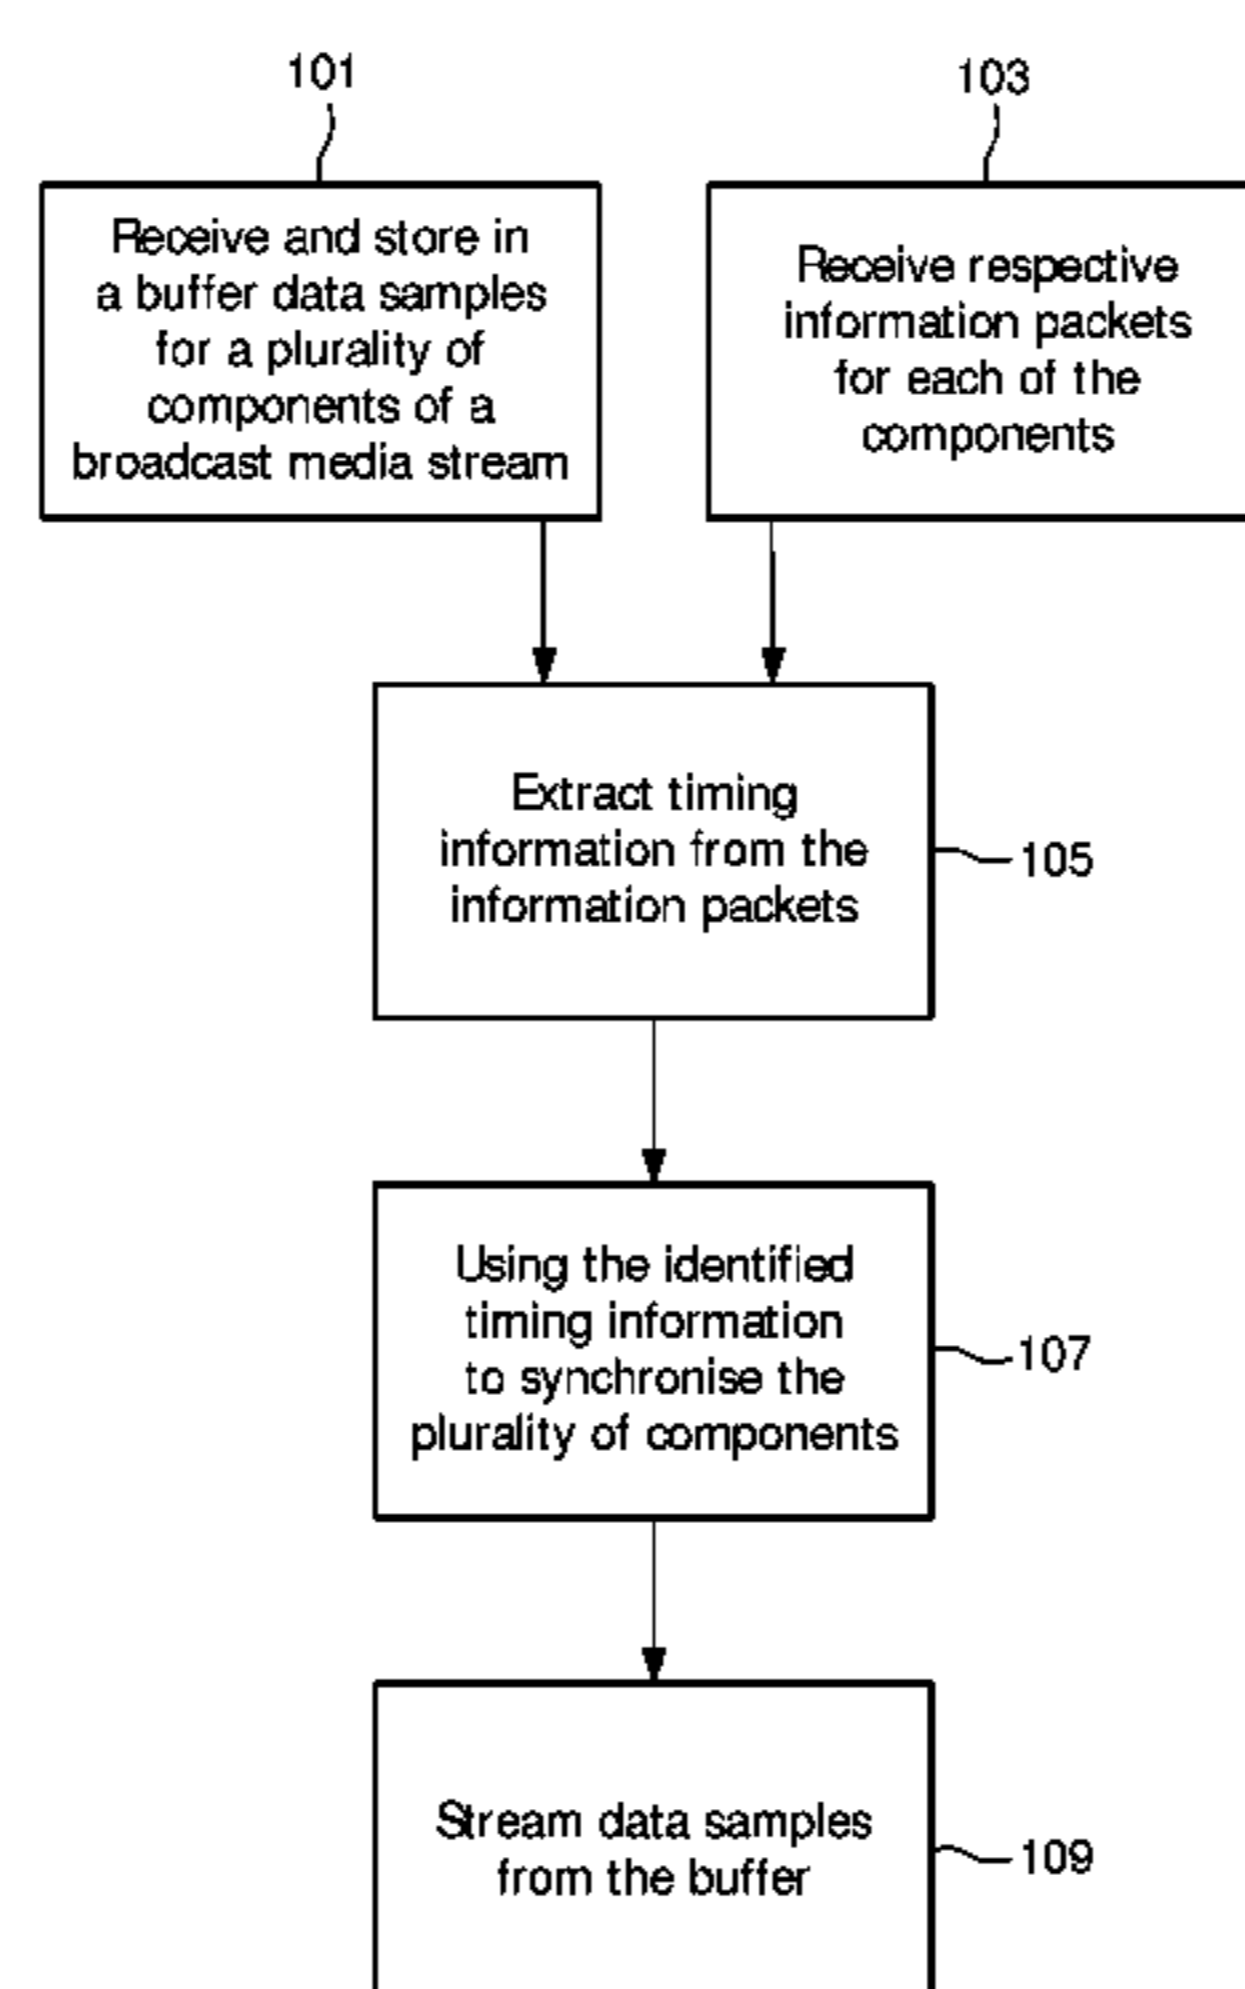 101
Receive and store in
a buffer data samples
for a plurality of
components of a
broadcast media stream
103
Receive respective
information packets
for each of the
components
Extract timing
information from the
information packets
105
Using the identified
timing information
to synchronise the
plurality of components
107
Stream data samples
from the buffer
109